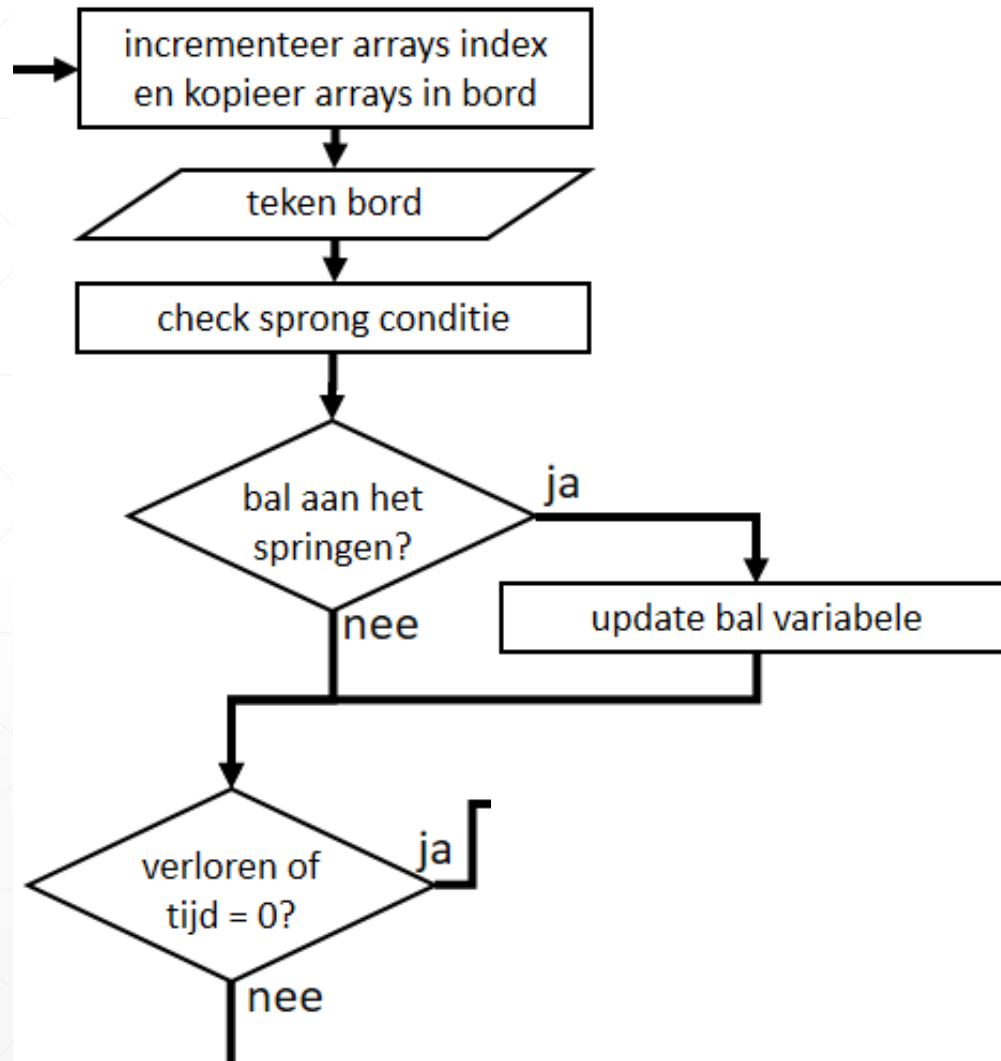 incrementeer arrays index
en kopieer arrays in bord
teken bord
check sprong conditie
bal aan het
springen?
ja
nee
update bal variabele
verloren of
tijd = 0?
ja
nee